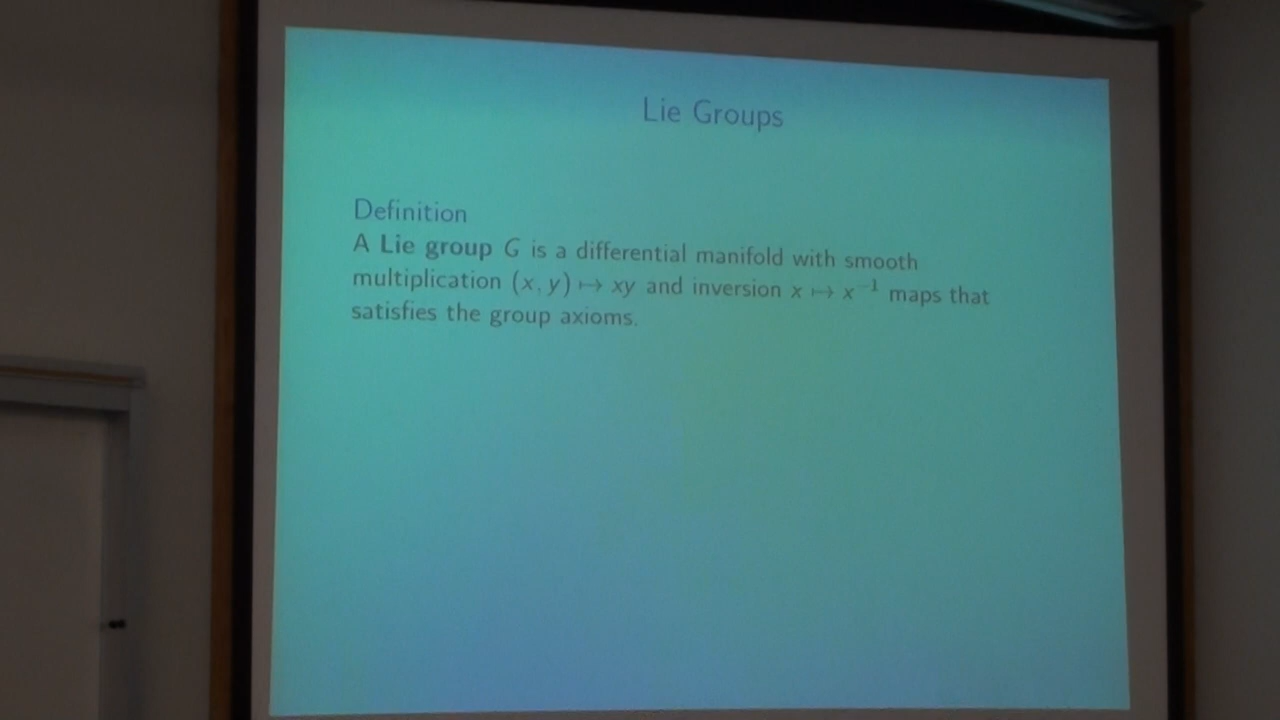 Lie Groups
Definition
A Lie group G is a differential manifold with smooth
multiplication (x, y) ↦ xy and inversion x ↦ x⁻¹ maps that
satisfies the group axioms.